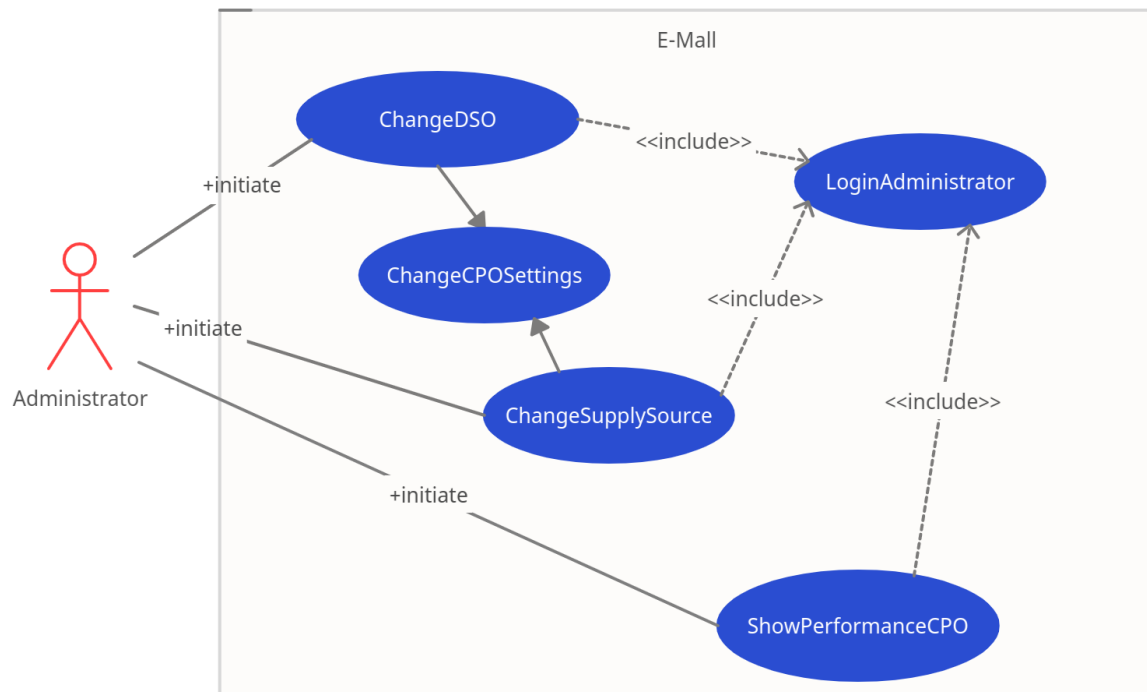 E-Mall
ChangeDSO
<<include>>
LoginAdministrator
+initiate
ChangeCPOSettings
<<include>>
+initiate
Administrator
ChangeSupplySource
<<include>>
+initiate
ShowPerformanceCPO